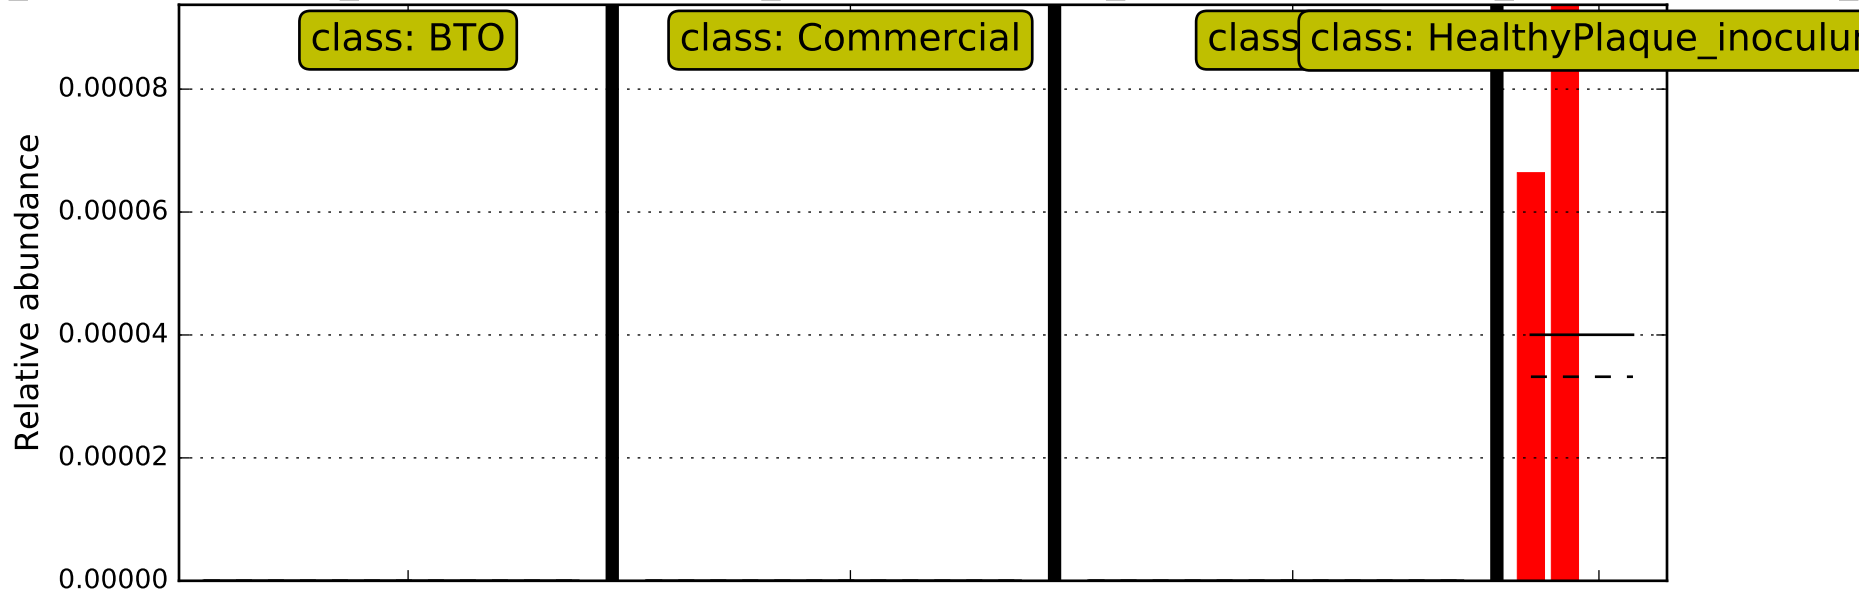 class: BTO
class: Commercial
class
class: HealthyPlaque_inoculu
0.00008
0.00006
0.00004
0.00002
0.00000
Relative abundance